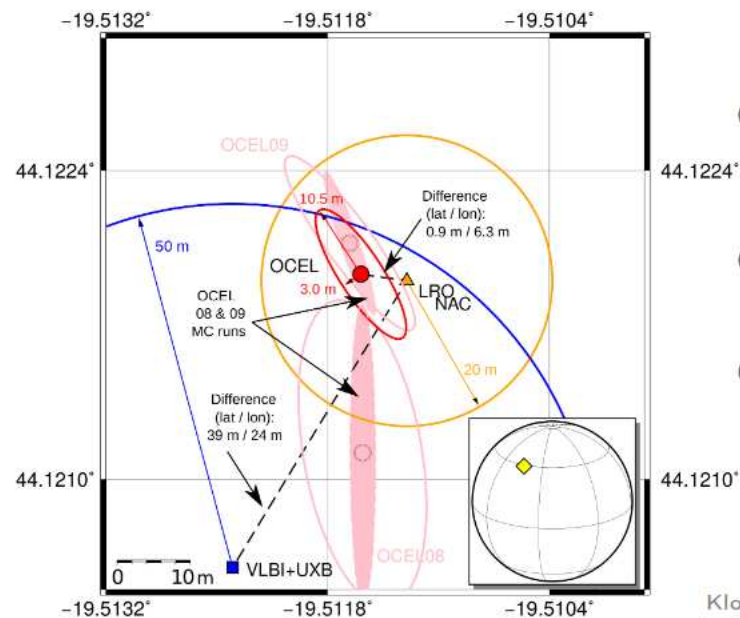 −19.5132° −19.5118° −19.5104°
OCEL09
44.1224° 44.1224°
10.5 m
Difference
(lat / lon):
0.9 m / 6.3 m
50 m
OCEL
3.0 m
LRO
NAC
OCEL
08 & 09
MC runs
20 m
Difference
(lat / lon):
39 m / 24 m
44.1210° 44.1210°
OCEL08
VLBI+UXB
0 10 m
Klo
−19.5132° −19.5118° −19.5104°